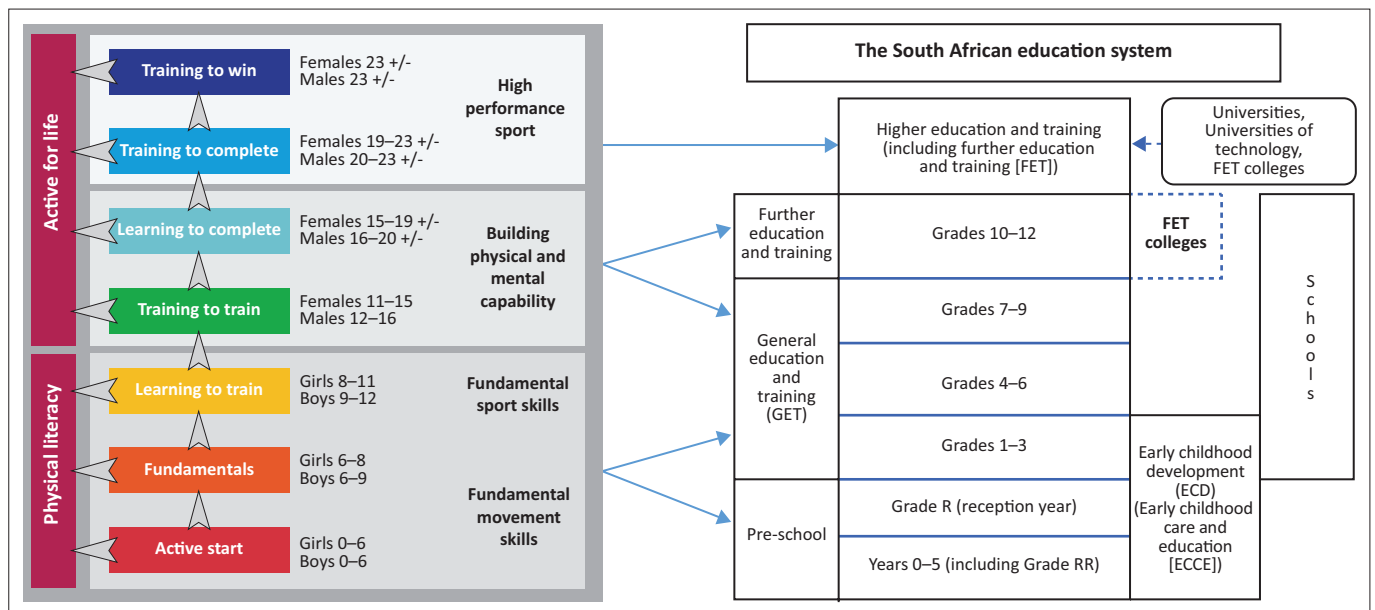 Active for life
Physical literacy
Training to win
Females 23 +/-
Males 23 +/-
High
performance
sport
Training to complete
Females 19–23 +/-
Males 20–23 +/-
Learning to complete
Females 15–19 +/-
Males 16–20 +/-
Building
physical and
mental
capability
Training to train
Females 11–15
Males 12–16
Learning to train
Girls 8–11
Boys 9–12
Fundamental
sport skills
Fundamentals
Girls 6–8
Boys 6–9
Fundamental
movement
skills
Active start
Girls 0–6
Boys 0–6
The South African education system
Higher education and training
(including further education
and training [FET])
Universities,
Universities of
technology,
FET colleges
Further
education
and training
Grades 10–12
FET
colleges
General
education
and
training
(GET)
Grades 7–9
Grades 4–6
Grades 1–3
Pre-school
Grade R (reception year)
Years 0–5 (including Grade RR)
Early childhood
development
(ECD)
(Early childhood
care and
education
[ECCE])
S
c
h
o
o
l
s